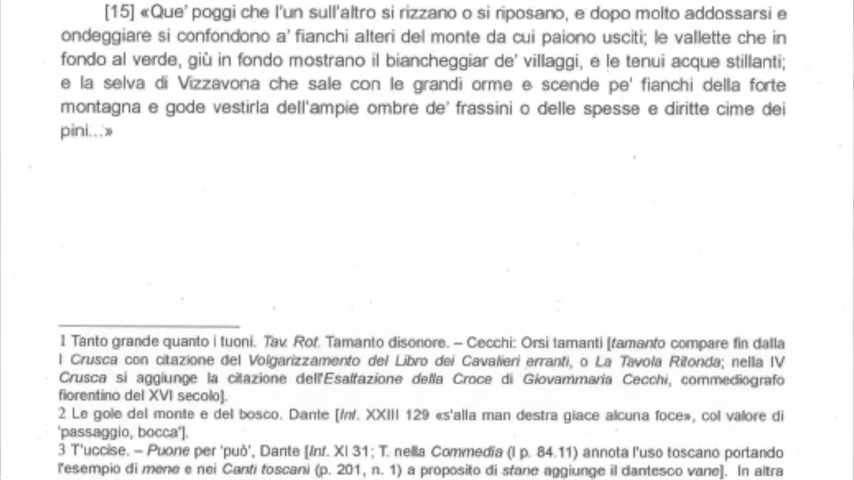 [15] «Que' poggi che l'un sull'altro si rizzano o si riposano, e dopo molto addossarsi e
ondeggiare si confondono a' fianchi alteri del monte da cui paiono usciti; le vallette che in
fondo al verde, giù in fondo mostrano il biancheggiar de' villaggi, e le tenui acque stillanti;
e la selva di Vizzavona che sale con le grandi orme e scende pe' fianchi della forte
montagna e gode vestirla dell'ampie ombre de' frassini o delle spesse e diritte cime dei
pini...»
1 Tanto grande quanto i tuoni. Tav. Rot. Tamanto disonore. – Cecchi: Orsi tamanti [tamanto compare fin dalla
I Crusca con citazione del Volgarizzamento del Libro dei Cavalieri erranti, o La Tavola Ritonda; nella IV
Crusca si aggiunge la citazione dell'Esaltazione della Croce di Giovammaria Cecchi, commediografo
fiorentino del XVI secolo].
2 Le gole del monte e del bosco. Dante [Inf. XXIII 129 «s'alla man destra giace alcuna foce», col valore di
'passaggio, bocca'].
3 T'uccise. – Puone per 'può', Dante [Inf. XI 31; T. nella Commedia (I p. 84.11) annota l'uso toscano portando
l'esempio di mene e nei Canti toscani (p. 201, n. 1) a proposito di stane aggiunge il dantesco vane]. In altra